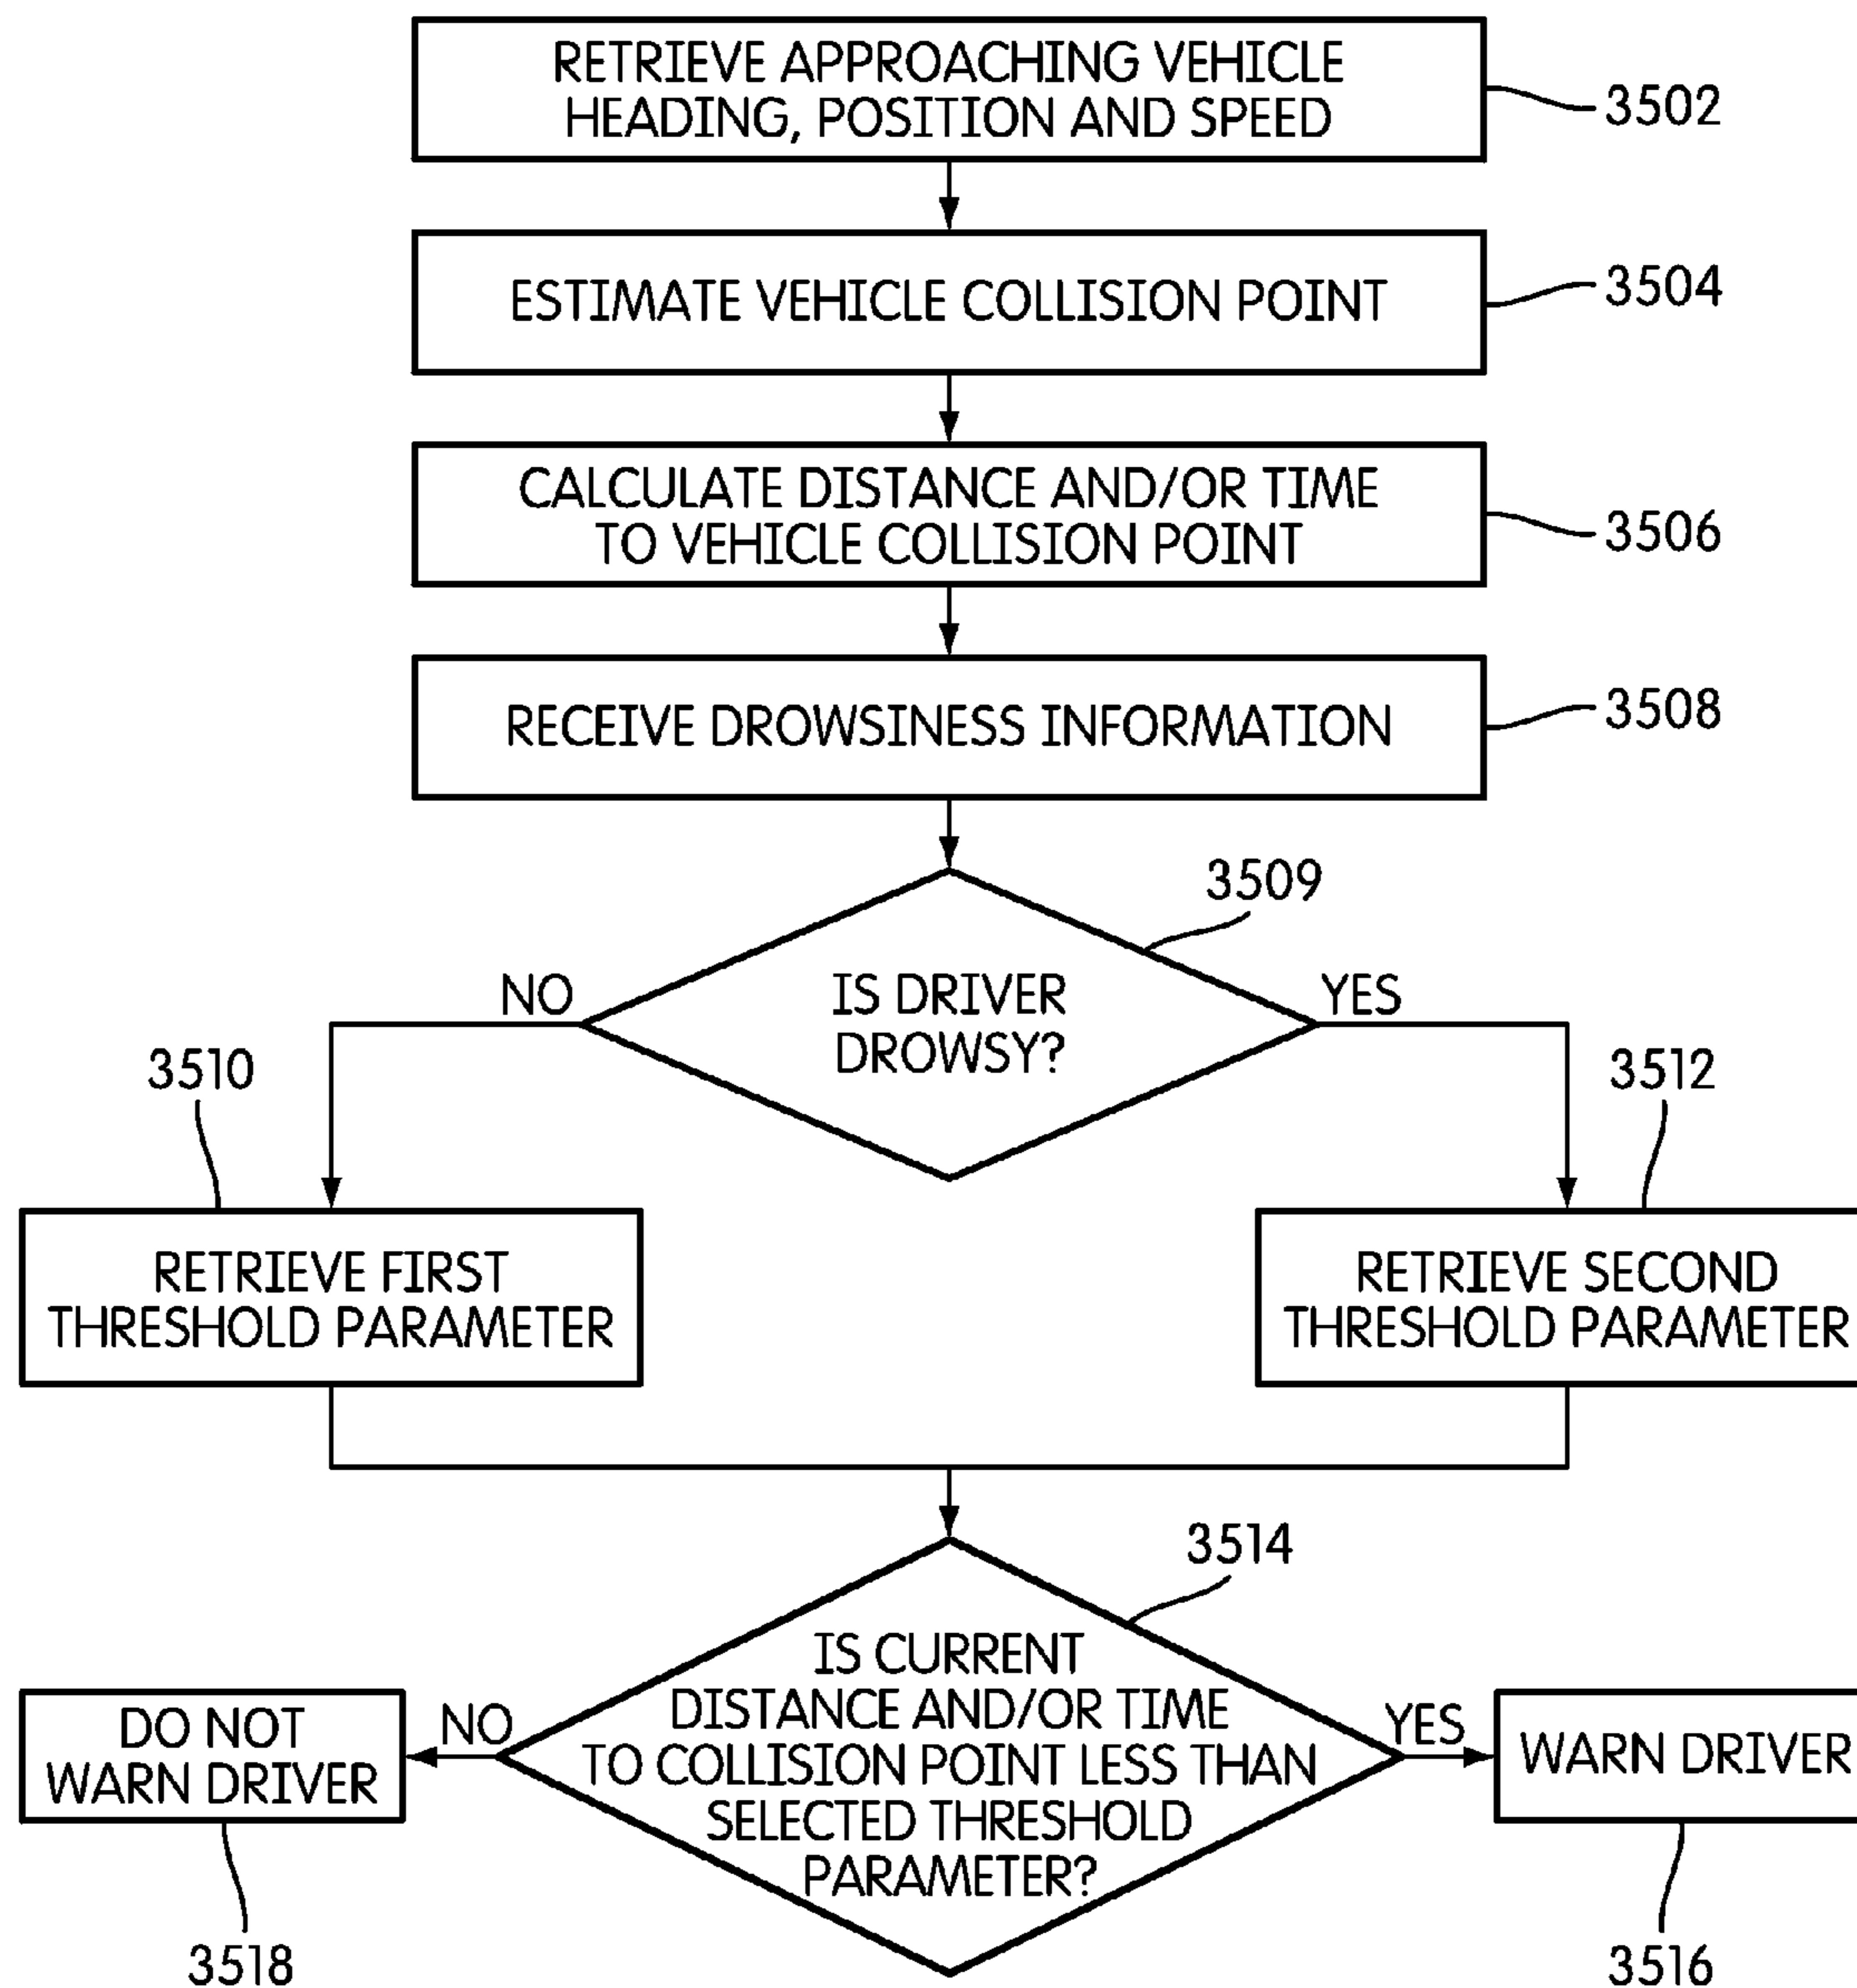 RETRIEVE APPROACHING VEHICLE
HEADING, POSITION AND SPEED
3502
ESTIMATE VEHICLE COLLISION POINT
3504
CALCULATE DISTANCE AND/OR TIME
TO VEHICLE COLLISION POINT
3506
RECEIVE DROWSINESS INFORMATION
3508
3509
IS DRIVER
DROWSY?
NO
YES
3510
3512
RETRIEVE FIRST
THRESHOLD PARAMETER
RETRIEVE SECOND
THRESHOLD PARAMETER
3514
IS CURRENT
DISTANCE AND/OR TIME
TO COLLISION POINT LESS THAN
SELECTED THRESHOLD
PARAMETER?
NO
YES
DO NOT
WARN DRIVER
WARN DRIVER
3518
3516